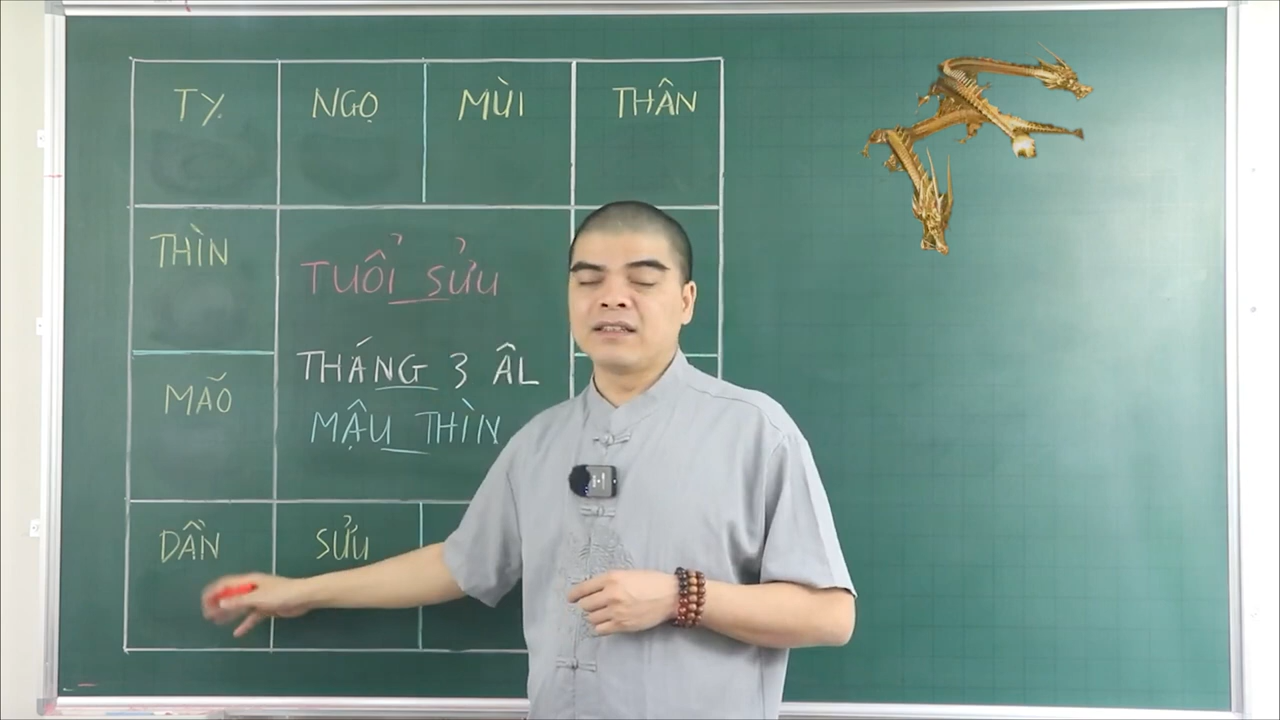 TỴ NGỌ MÙI THÂN
THÌN
TUỔI SỬU
THÁNG 3 ÂL
MÃO
MẬU THÌN
DẦN SỬU